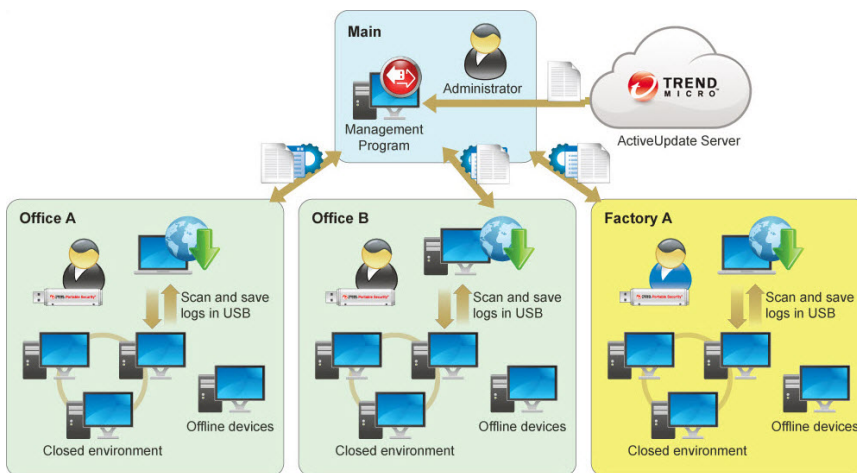 Main
Administrator
Management
Program
TREND
MICRO™
ActiveUpdate Server
Office A
Scan and save
logs in USB
Closed environment
Offline devices
Office B
Scan and save
logs in USB
Closed environment
Offline devices
Factory A
Scan and save
logs in USB
Closed environment
Offline devices